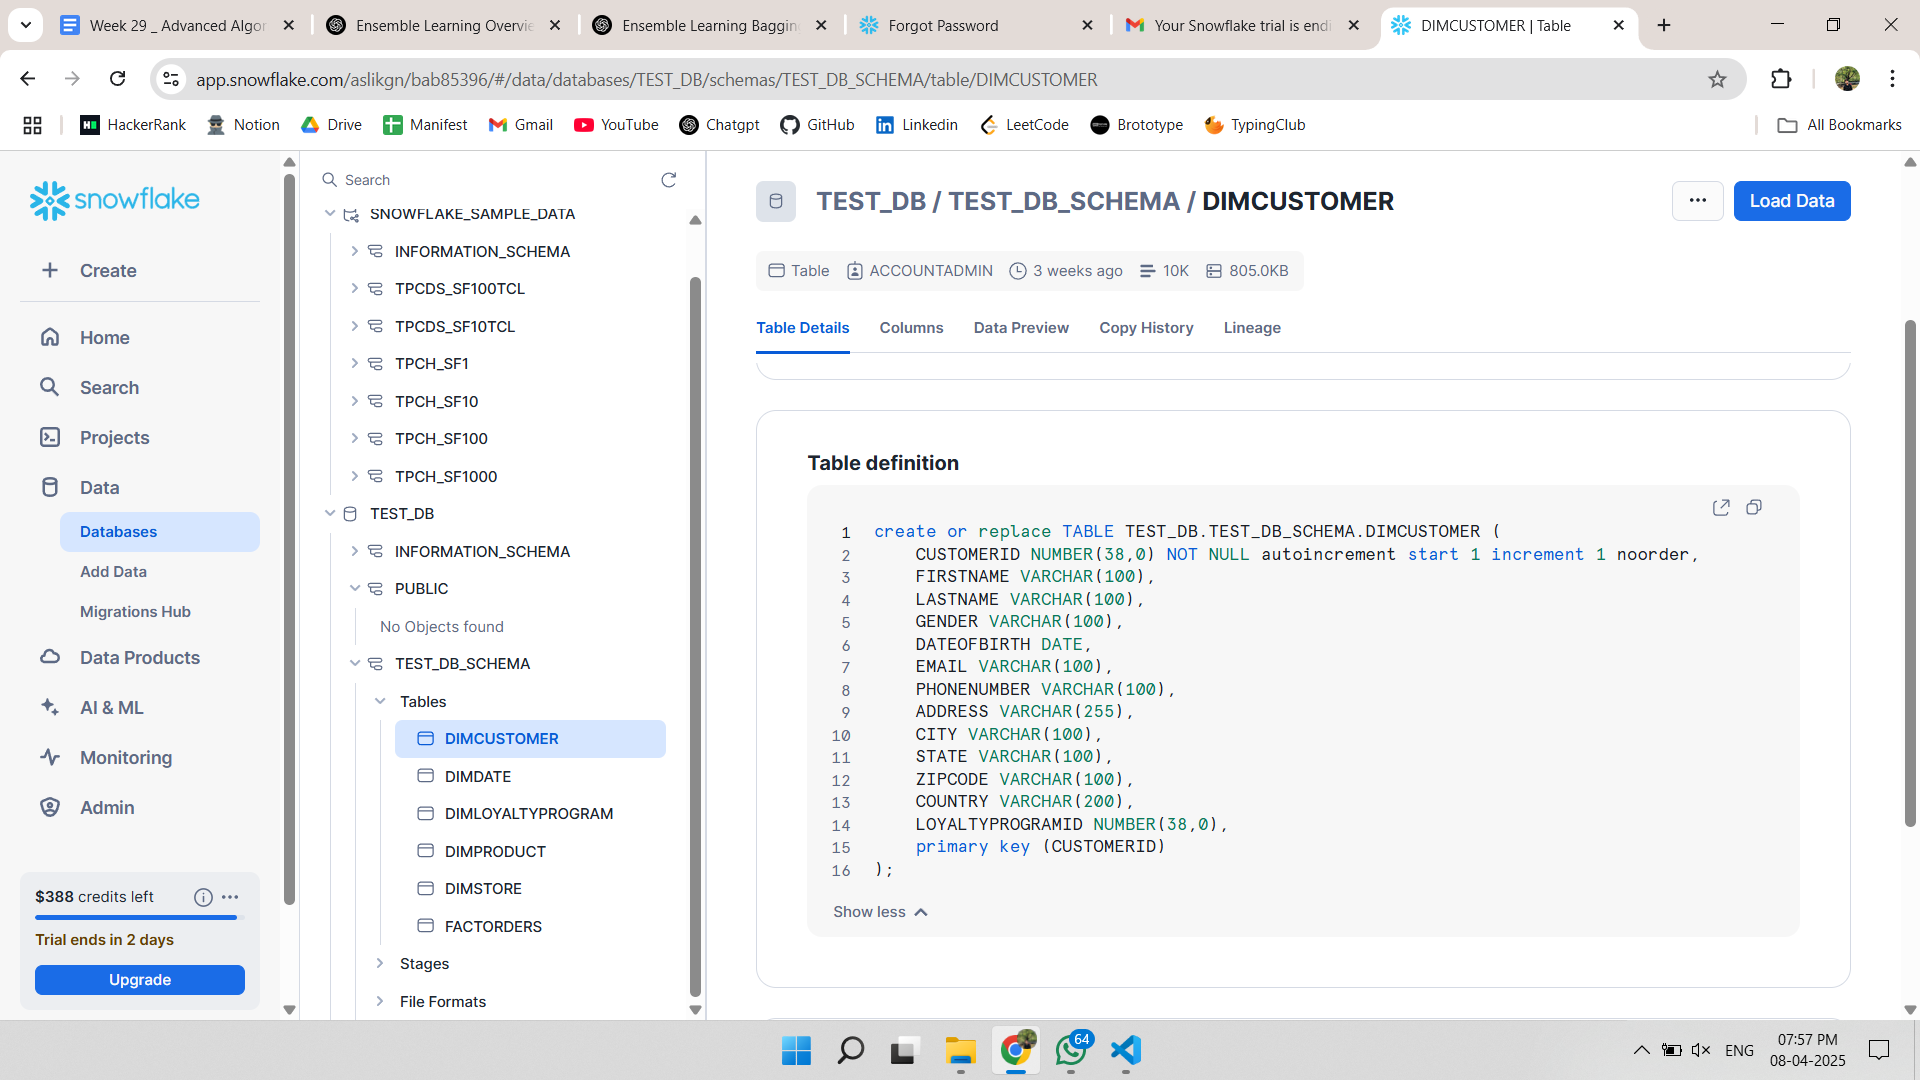 Week 29 _ Advanced Algor
Ensemble Learning Overvie
Ensemble Learning Bagging
Forgot Password
Your Snowflake trial is endi
DIMCUSTOMER | Table
app.snowflake.com/aslikgn/bab85396/#/data/databases/TEST_DB/schemas/TEST_DB_SCHEMA/table/DIMCUSTOMER
HackerRank
Notion
Drive
Manifest
Gmail
YouTube
Chatgpt
GitHub
Linkedin
LeetCode
Brototype
TypingClub
All Bookmarks
snowflake
Create
Home
Search
Projects
Data
Databases
Add Data
Migrations Hub
Data Products
AI & ML
Monitoring
Admin
$388 credits left
Trial ends in 2 days
Upgrade
Search
SNOWFLAKE_SAMPLE_DATA
INFORMATION_SCHEMA
TPCDS_SF100TCL
TPCDS_SF10TCL
TPCH_SF1
TPCH_SF10
TPCH_SF100
TPCH_SF1000
TEST_DB
INFORMATION_SCHEMA
PUBLIC
No Objects found
TEST_DB_SCHEMA
Tables
DIMCUSTOMER
DIMDATE
DIMLOYALTYPROGRAM
DIMPRODUCT
DIMSTORE
FACTORDERS
Stages
File Formats
TEST_DB / TEST_DB_SCHEMA / DIMCUSTOMER
Load Data
Table
ACCOUNTADMIN
3 weeks ago
10K
805.0KB
Table Details
Columns
Data Preview
Copy History
Lineage
Table definition
1 create or replace TABLE TEST_DB.TEST_DB_SCHEMA.DIMCUSTOMER (
2 CUSTOMERID NUMBER(38,0) NOT NULL autoincrement start 1 increment 1 noorder,
3 FIRSTNAME VARCHAR(100),
4 LASTNAME VARCHAR(100),
5 GENDER VARCHAR(100),
6 DATEOFBIRTH DATE,
7 EMAIL VARCHAR(100),
8 PHONENUMBER VARCHAR(100),
9 ADDRESS VARCHAR(255),
10 CITY VARCHAR(100),
11 STATE VARCHAR(100),
12 ZIPCODE VARCHAR(100),
13 COUNTRY VARCHAR(200),
14 LOYALTYPROGRAMID NUMBER(38,0),
15 primary key (CUSTOMERID)
16 );
Show less
64
ENG
07:57 PM
08-04-2025